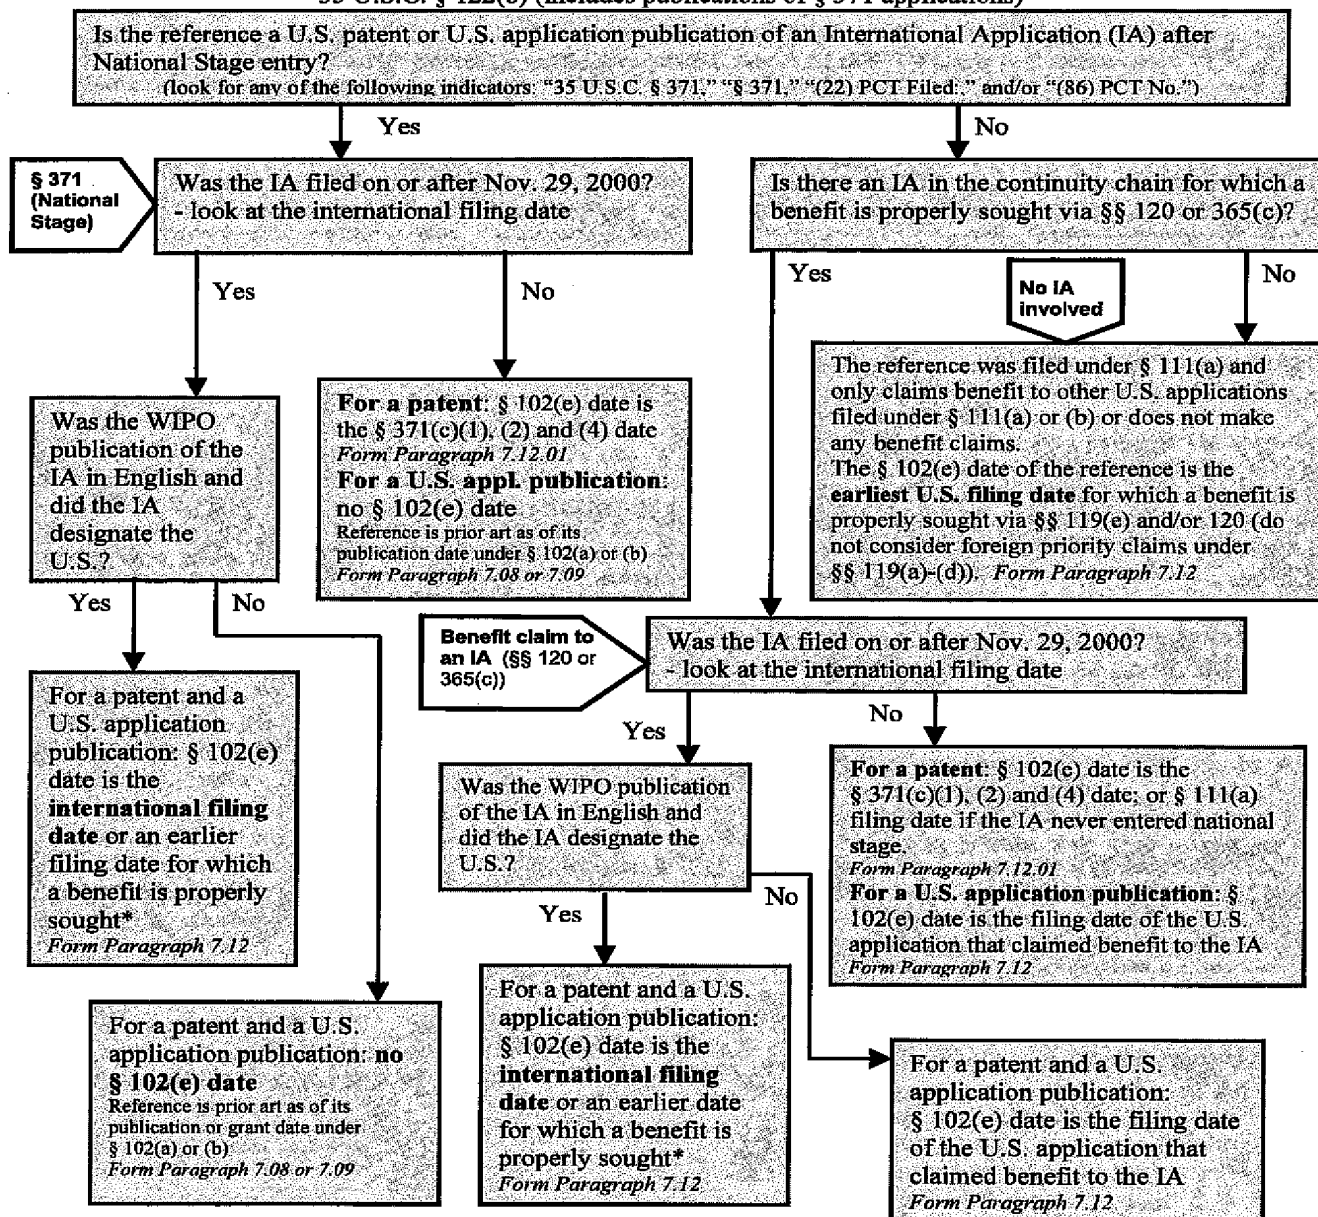 35 U.S.C. § 122(b) (includes publications of § 371 applications)
Is the reference a U.S. patent or U.S. application publication of an International Application (IA) after
National Stage entry?
(look for any of the following indicators: “35 U.S.C. § 371,” “§ 371,” “(22) PCT Filed:,” and/or “(86) PCT No.”)
Yes
No
§ 371
(National
Stage)
Was the IA filed on or after Nov. 29, 2000?
- look at the international filing date
Is there an IA in the continuity chain for which a
benefit is properly sought via §§ 120 or 365(c)?
Yes
No
Yes
No IA
involved
No
Was the WIPO
publication of the
IA in English and
did the IA
designate the
U.S.?
For a patent: § 102(e) date is
the § 371(c)(1), (2) and (4) date
Form Paragraph 7.12.01
For a U.S. appl. publication:
no § 102(e) date
Reference is prior art as of its
publication date under § 102(a) or (b)
Form Paragraph 7.08 or 7.09
The reference was filed under § 111(a) and
only claims benefit to other U.S. applications
filed under § 111(a) or (b) or does not make
any benefit claims.
The § 102(e) date of the reference is the
earliest U.S. filing date for which a benefit is
properly sought via §§ 119(e) and/or 120 (do
not consider foreign priority claims under
§§ 119(a)-(d)). Form Paragraph 7.12
Yes
No
Benefit claim to
an IA (§§ 120 or
365(c))
Was the IA filed on or after Nov. 29, 2000?
- look at the international filing date
Yes
No
For a patent and a
U.S. application
publication: § 102(e)
date is the
international filing
date or an earlier
filing date for which
a benefit is properly
sought*
Form Paragraph 7.12
Was the WIPO publication
of the IA in English and
did the IA designate the
U.S.?
For a patent: § 102(e) date is the
§ 371(c)(1), (2) and (4) date; or § 111(a)
filing date if the IA never entered national
stage.
Form Paragraph 7.12.01
For a U.S. application publication: §
102(e) date is the filing date of the U.S.
application that claimed benefit to the IA
Form Paragraph 7.12
Yes
No
For a patent and a U.S.
application publication: no
§ 102(e) date
Reference is prior art as of its
publication or grant date under
§ 102(a) or (b)
Form Paragraph 7.08 or 7.09
For a patent and a U.S.
application publication:
§ 102(e) date is the
international filing
date or an earlier date
for which a benefit is
properly sought*
Form Paragraph 7.12
For a patent and a U.S.
application publication:
§ 102(e) date is the filing date
of the U.S. application that
claimed benefit to the IA
Form Paragraph 7.12